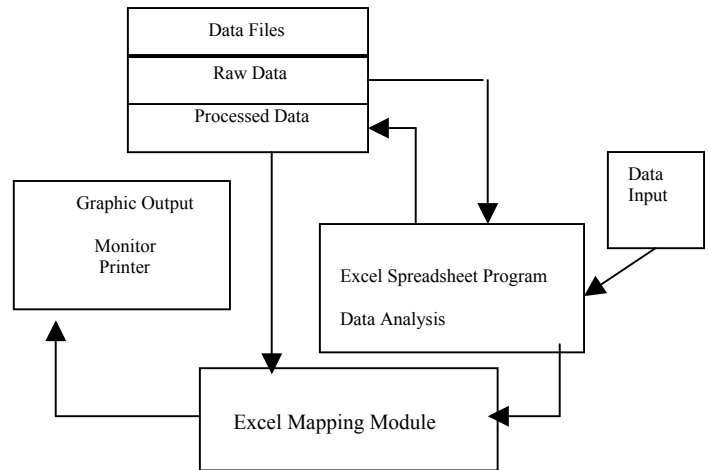 Data Files
Raw Data
Processed Data
Data
Input
Graphic Output
Monitor
Printer
Excel Spreadsheet Program
Data Analysis
Excel Mapping Module